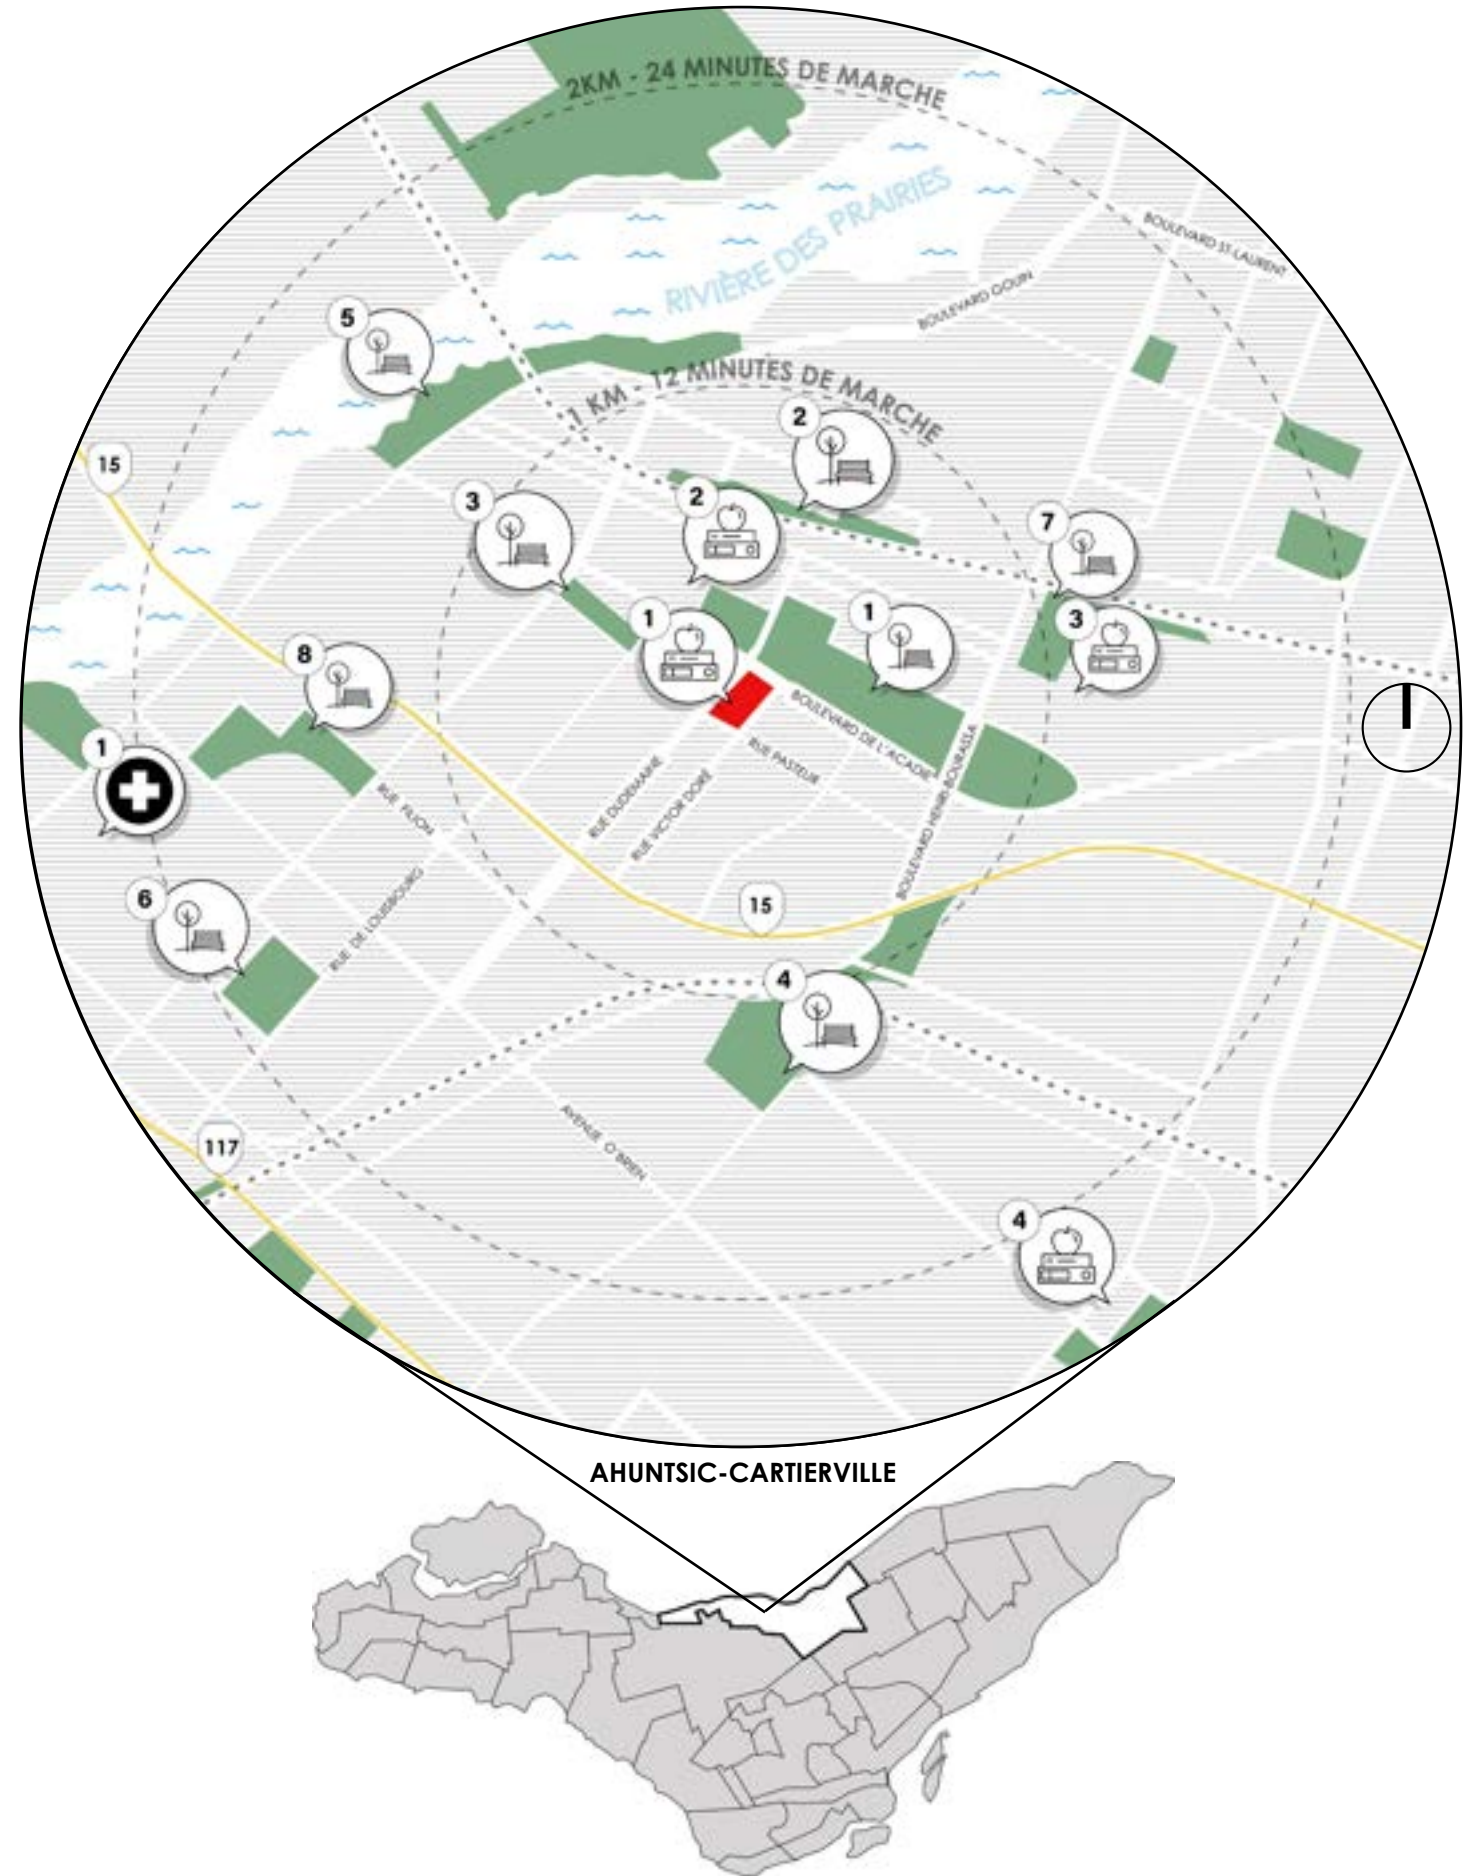 2KM - 24 MINUTES DE MARCHE
RIVIÈRE DES PRAIRIES
BOULEVARD ST-LAURENT
BOULEVARD GOUIN
5
1 KM - 12 MINUTES DE MARCHE
2
15
3
2
7
1
1
3
8
BOULEVARD DE L'ACADIE
RUE PASTEUR
BOULEVARD HENRI-BOURASSA
1
RUE DUDEMAINE
RUE VICTOR DORÉ
RUE FILION
6
RUE DE LOUISBOURG
15
4
AVENUE O'BRIEN
117
4
AHUNTSIC-CARTIERVILLE